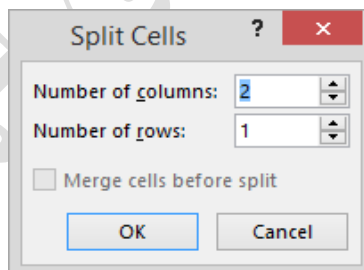 Split Cells ? ×
Number of columns: 2
Number of rows: 1
Merge cells before split
OK Cancel